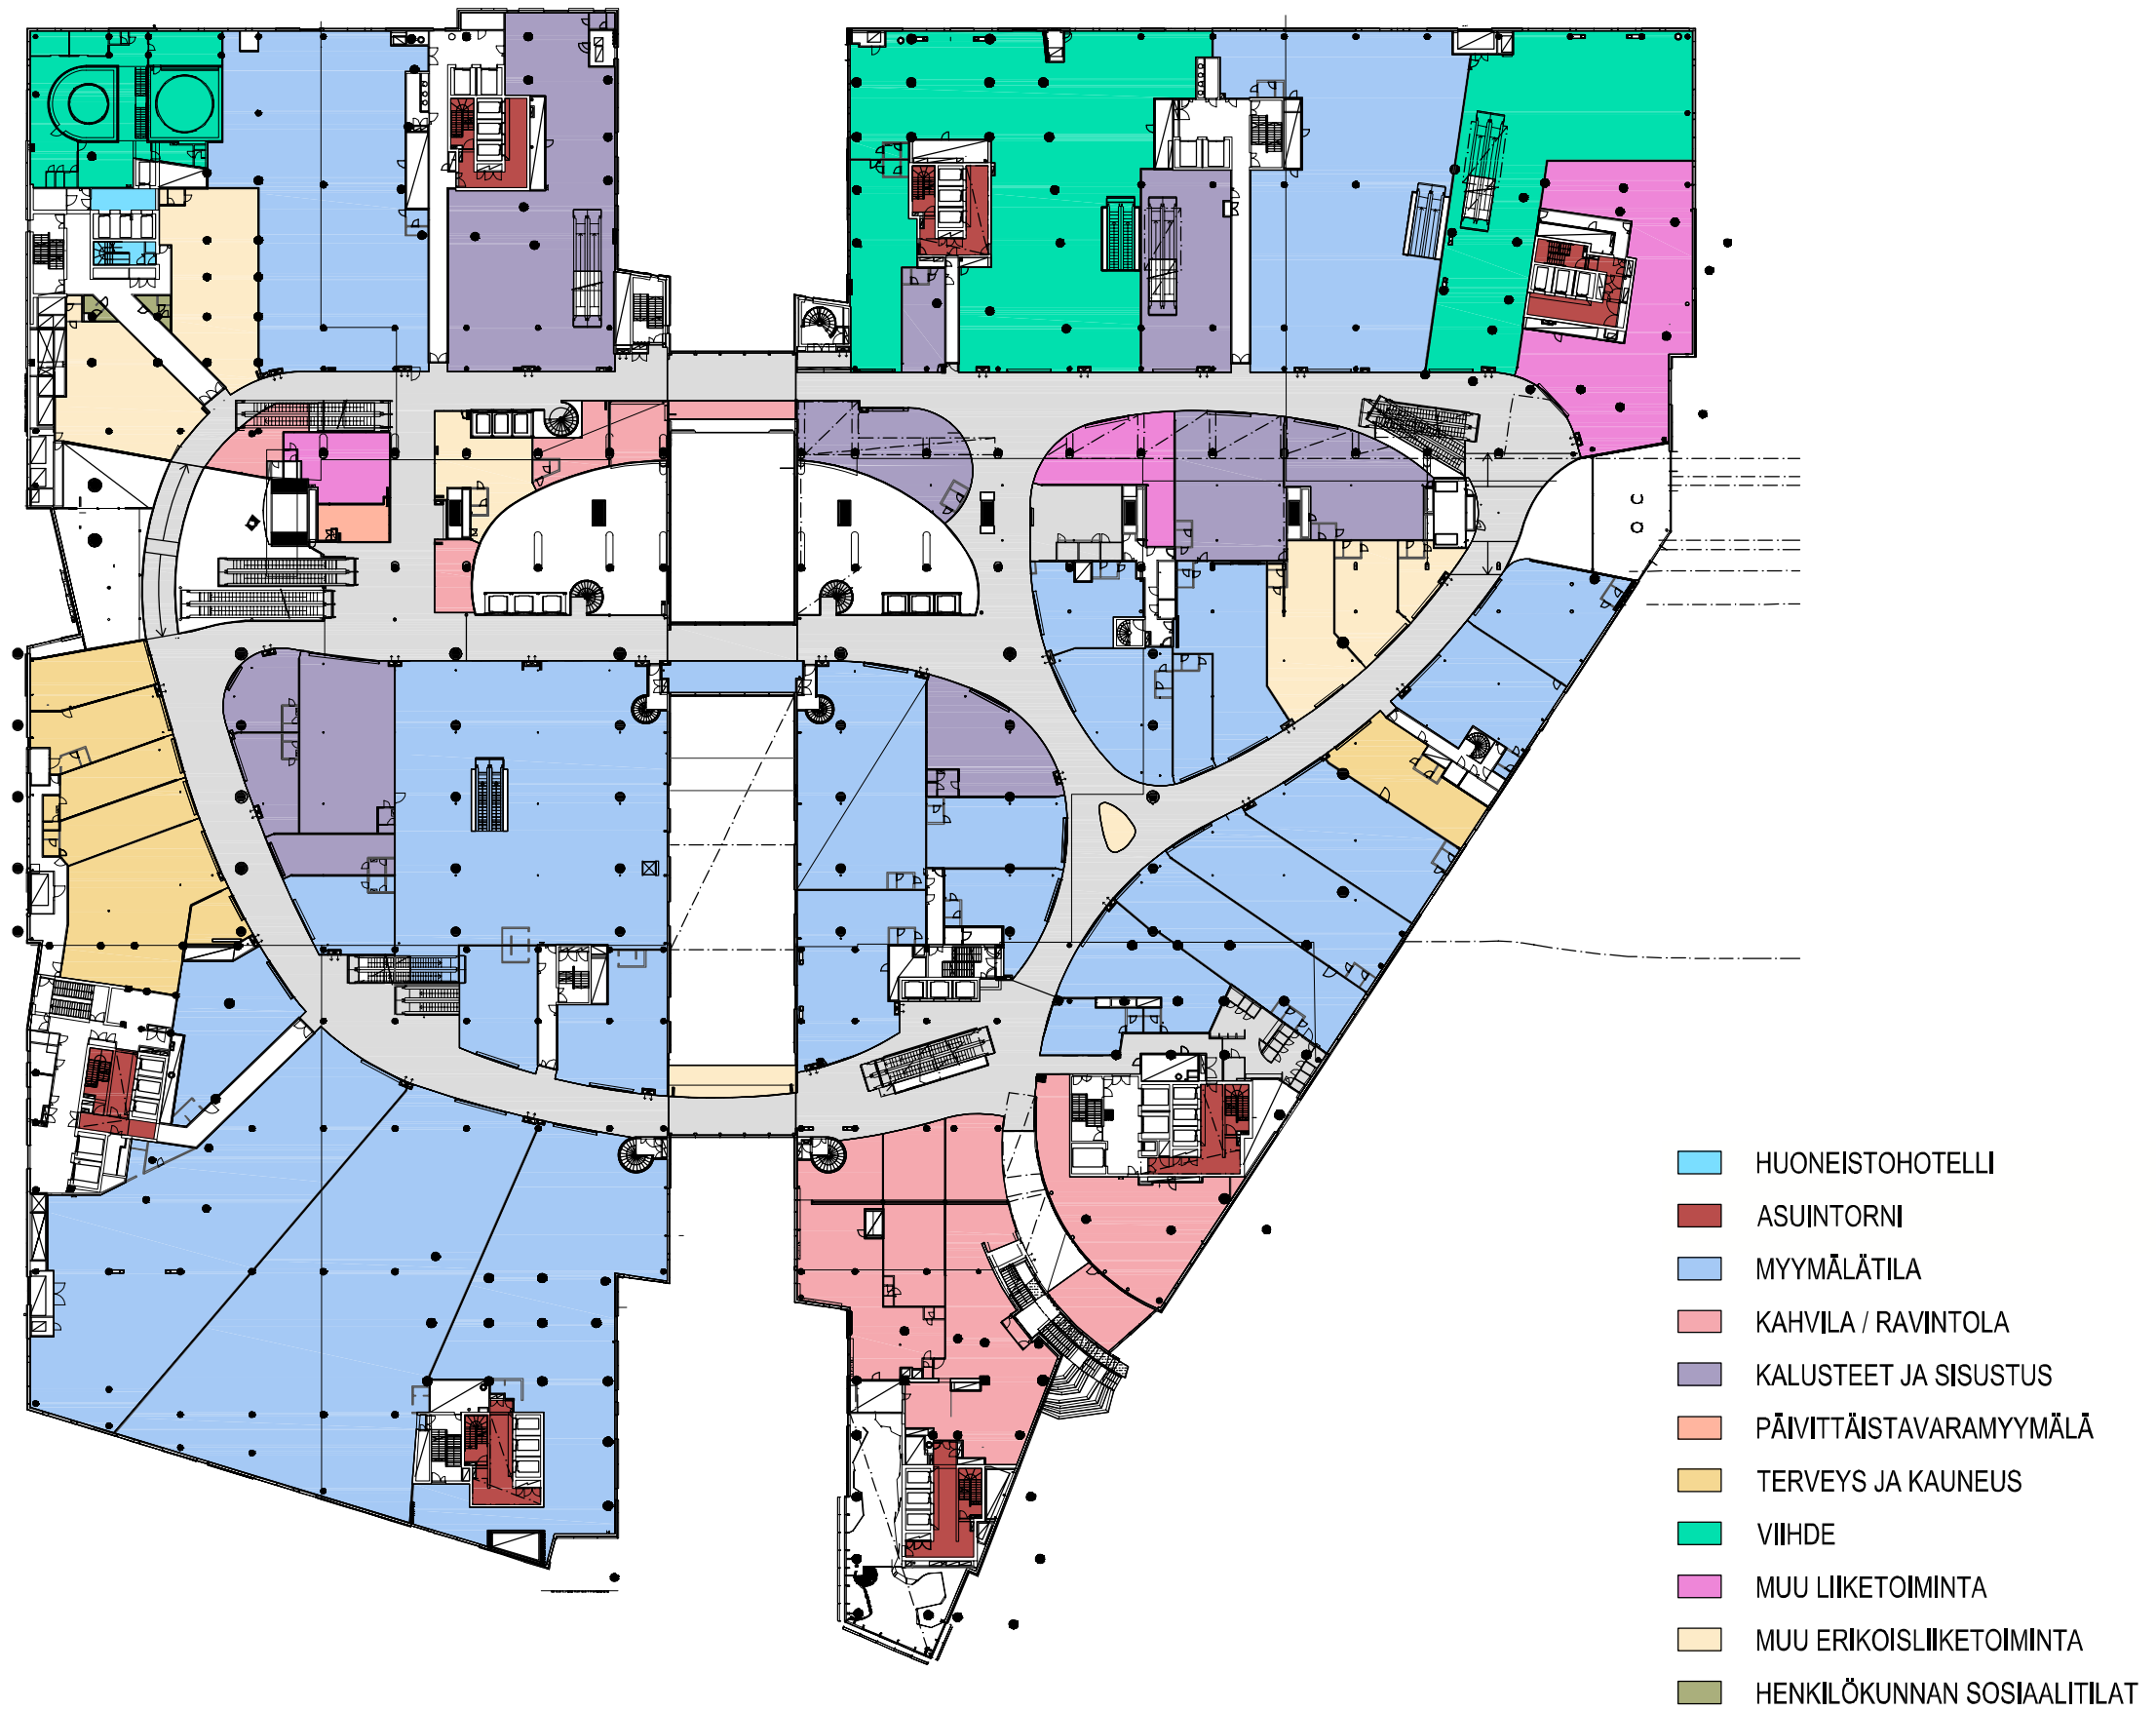 HUONEISTOHOTELLI
ASUINTORNI
MYYMÄLÄTILA
KAHVILA / RAVINTOLA
KALUSTEET JA SISUSTUS
PÄIVITTÄISTAVARAMYYMÄLÄ
TERVEYS JA KAUNEUS
VIIHDE
MUU LIIKETOIMINTA
MUU ERIKOISLIIKETOIMINTA
HENKILÖKUNNAN SOSIAALITILAT